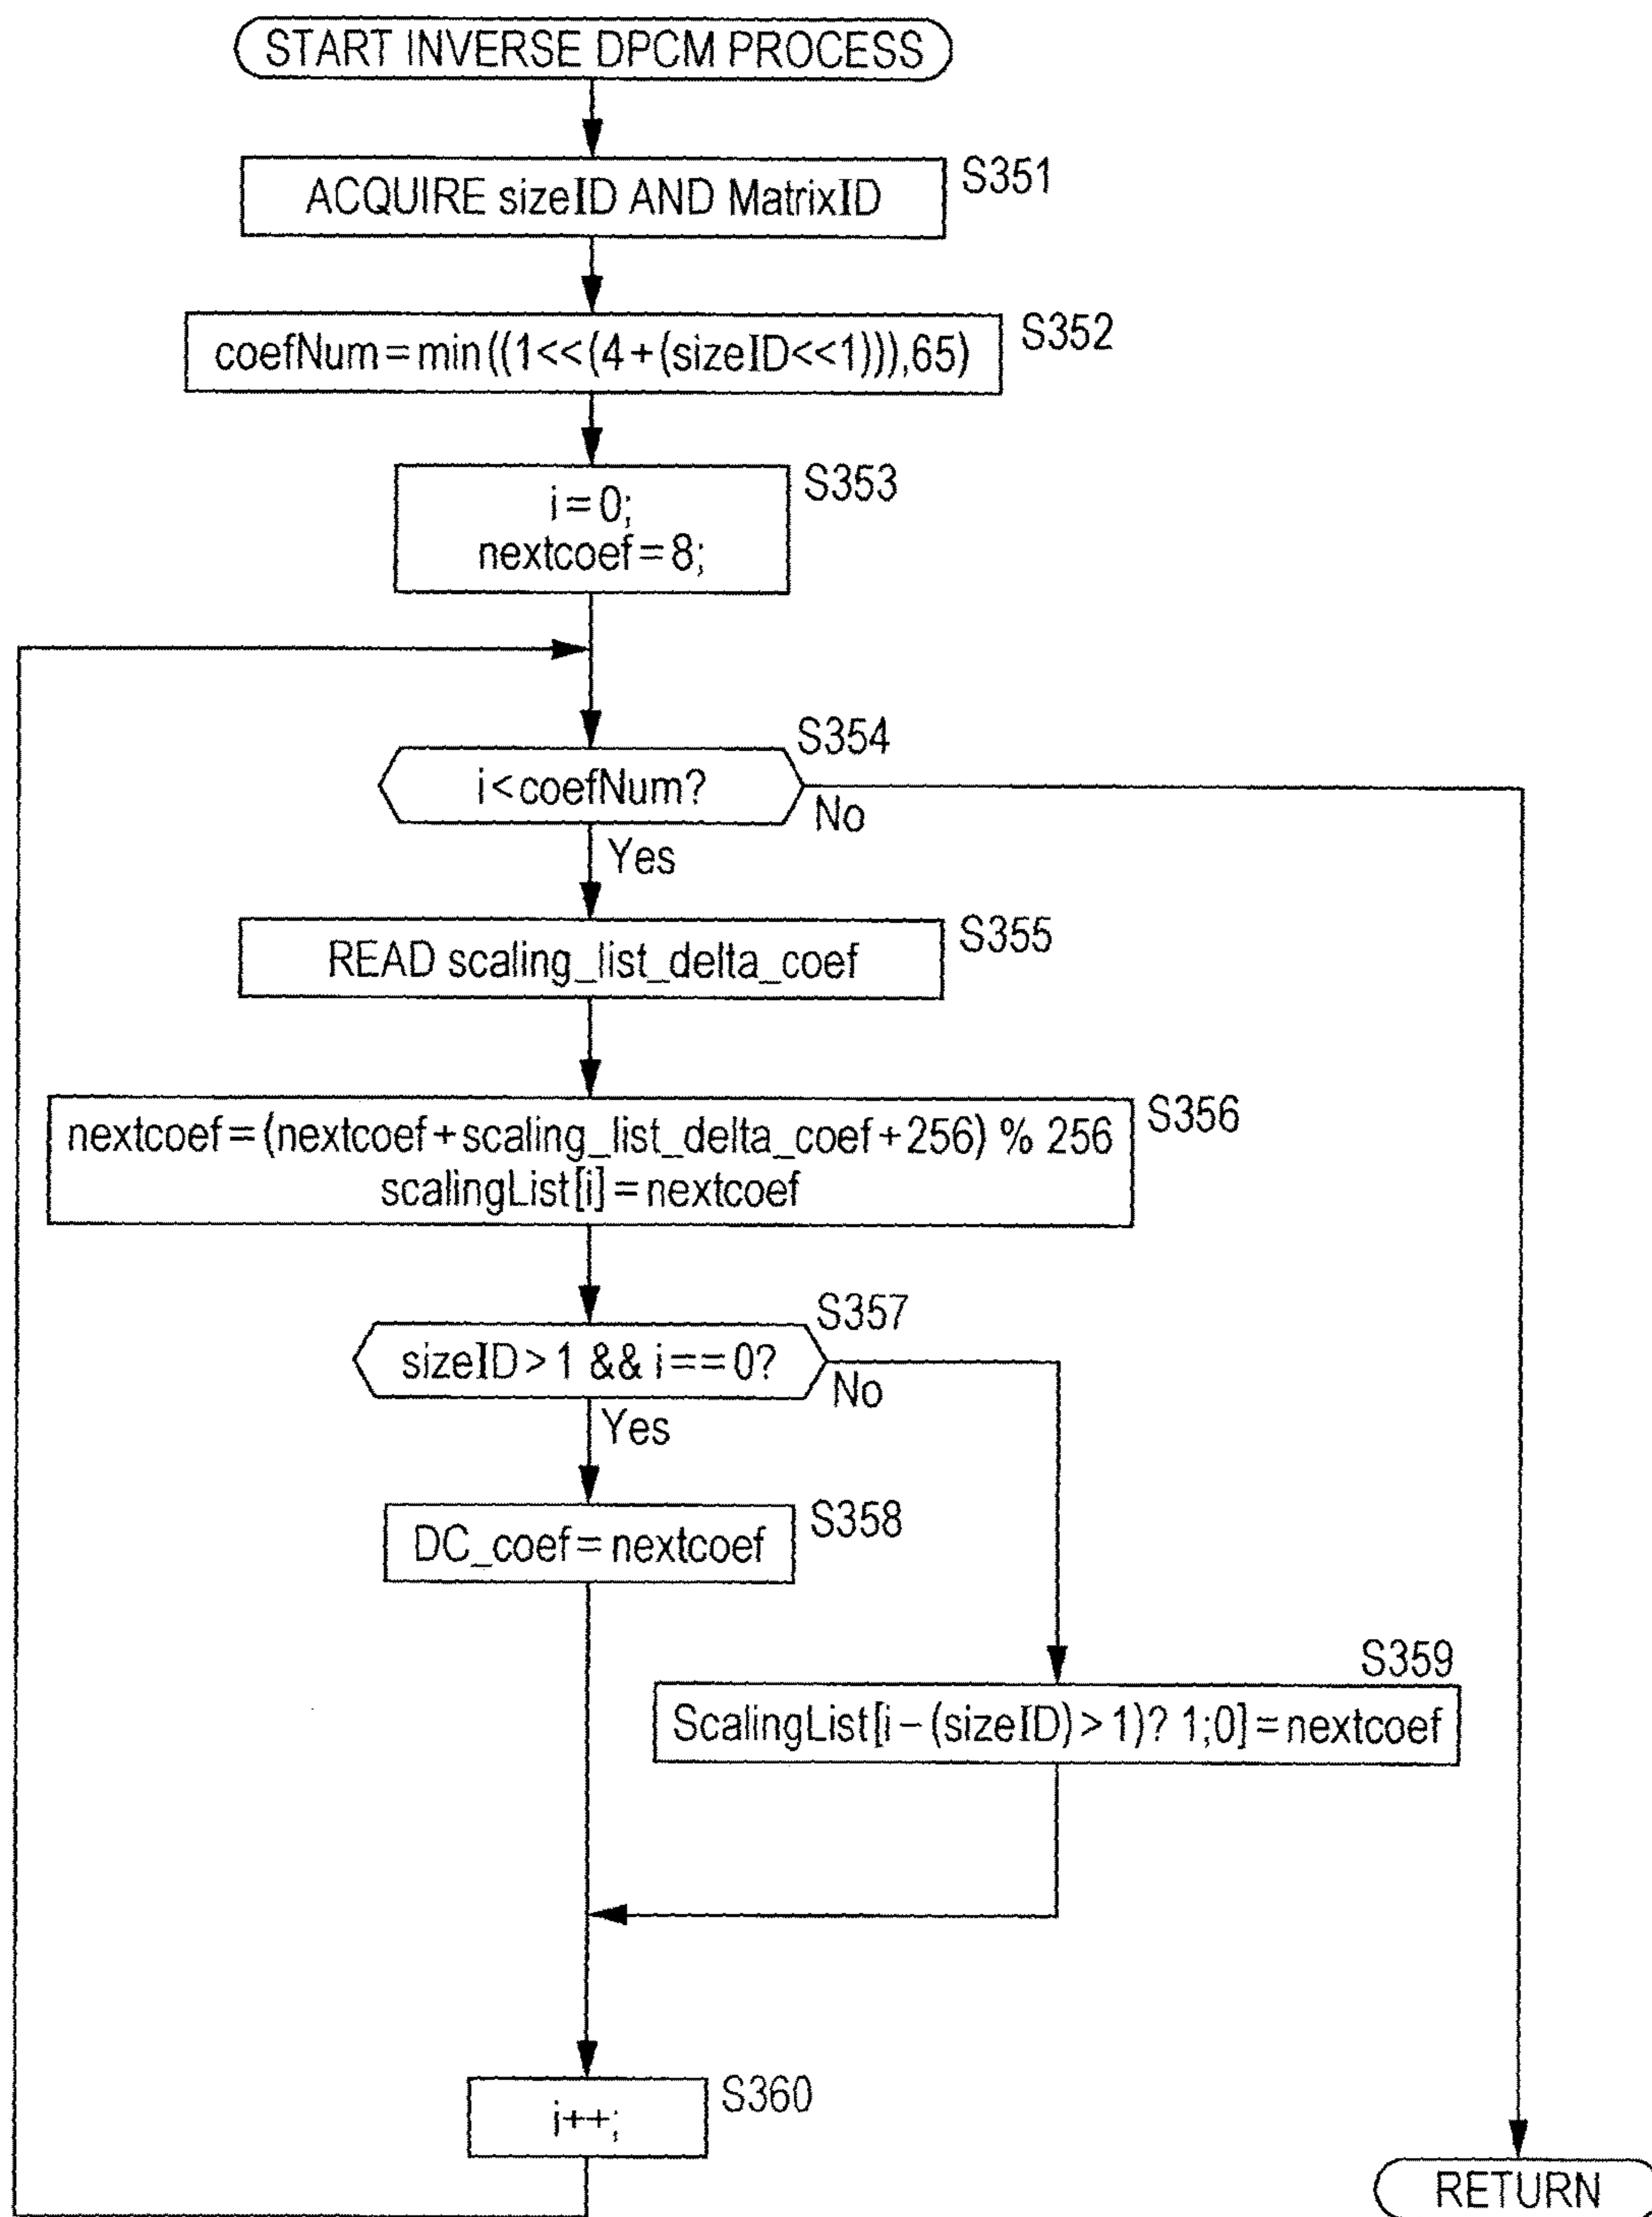 START INVERSE DPCM PROCESS
ACQUIRE sizeID AND MatrixID
S351
coefNum=min((1<<(4+(sizeID<<1))),65)
S352
i=0;
nextcoef=8;
S353
i<coefNum?
S354
No
Yes
READ scaling_list_delta_coef
S355
nextcoef=(nextcoef+scaling_list_delta_coef+256) % 256
scalingList[i]=nextcoef
S356
sizeID>1 && i==0?
S357
No
Yes
DC_coef=nextcoef
S358
S359
ScalingList[i-(sizeID)>1)? 1;0]=nextcoef
i++;
S360
RETURN